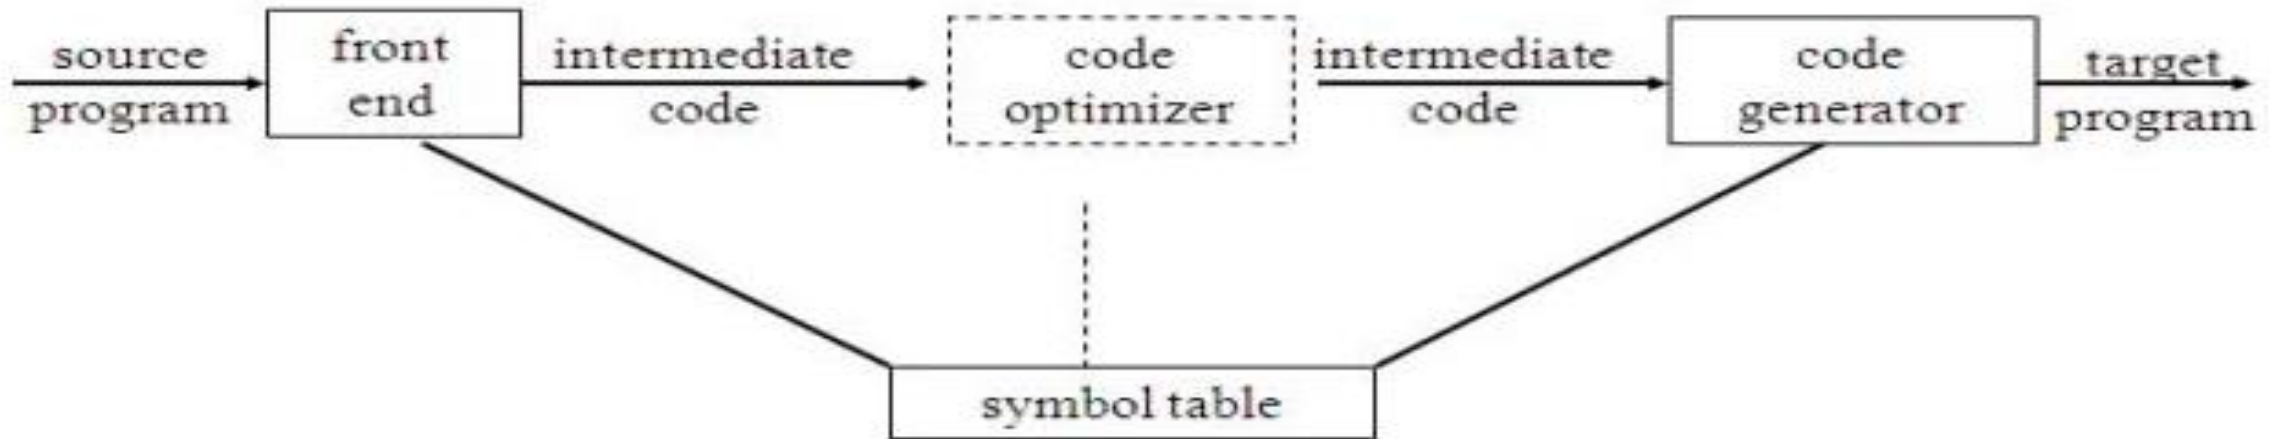 source
program
front
end
intermediate
code
code
optimizer
intermediate
code
code
generator
target
program
symbol table